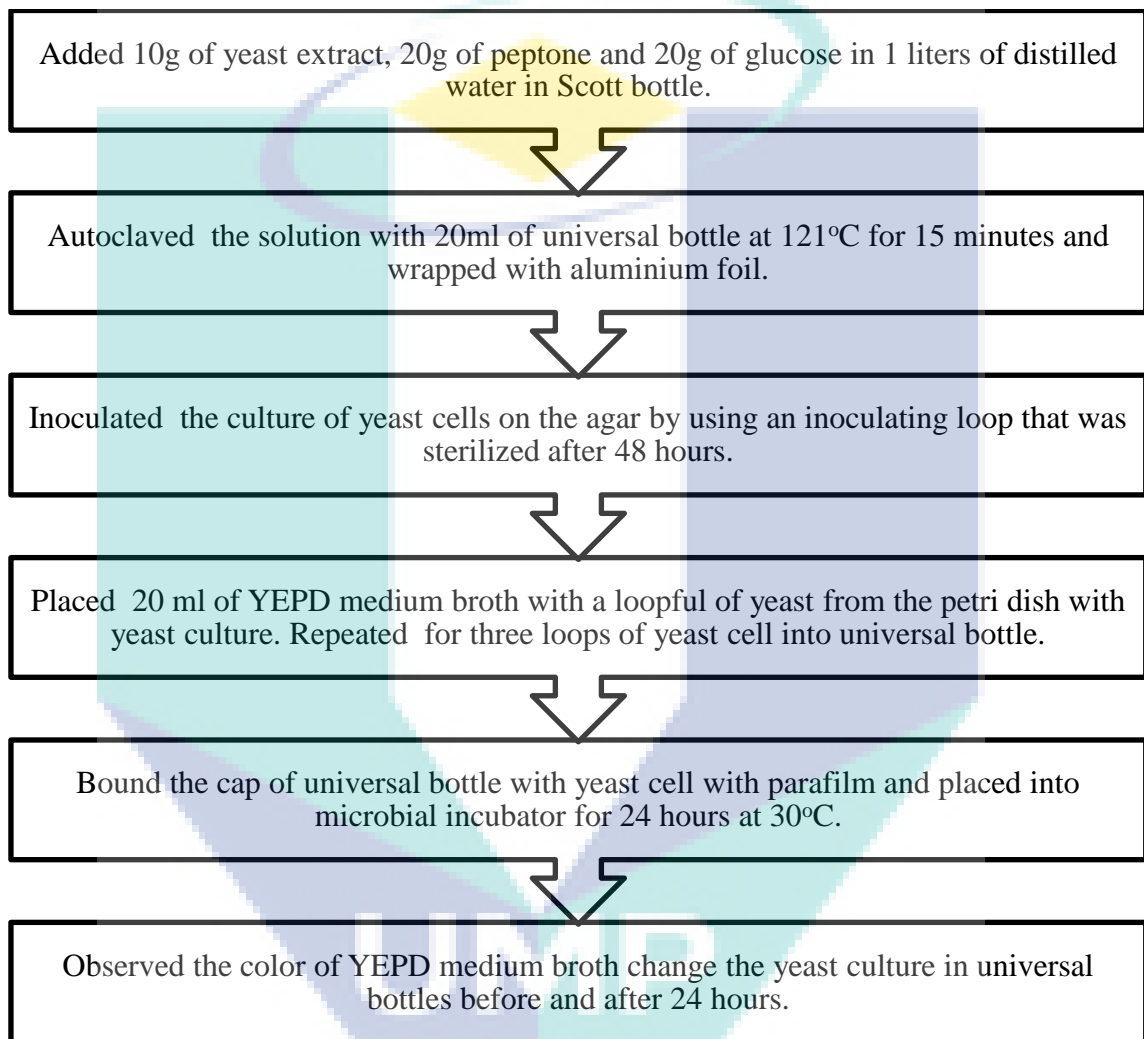 Added 10g of yeast extract, 20g of peptone and 20g of glucose in 1 liters of distilled
water in Scott bottle.
Autoclaved the solution with 20ml of universal bottle at 121°C for 15 minutes and
wrapped with aluminium foil.
Inoculated the culture of yeast cells on the agar by using an inoculating loop that was
sterilized after 48 hours.
Placed 20 ml of YEPD medium broth with a loopful of yeast from the petri dish with
yeast culture. Repeated for three loops of yeast cell into universal bottle.
Bound the cap of universal bottle with yeast cell with parafilm and placed into
microbial incubator for 24 hours at 30°C.
UMP
Observed the color of YEPD medium broth change the yeast culture in universal
bottles before and after 24 hours.